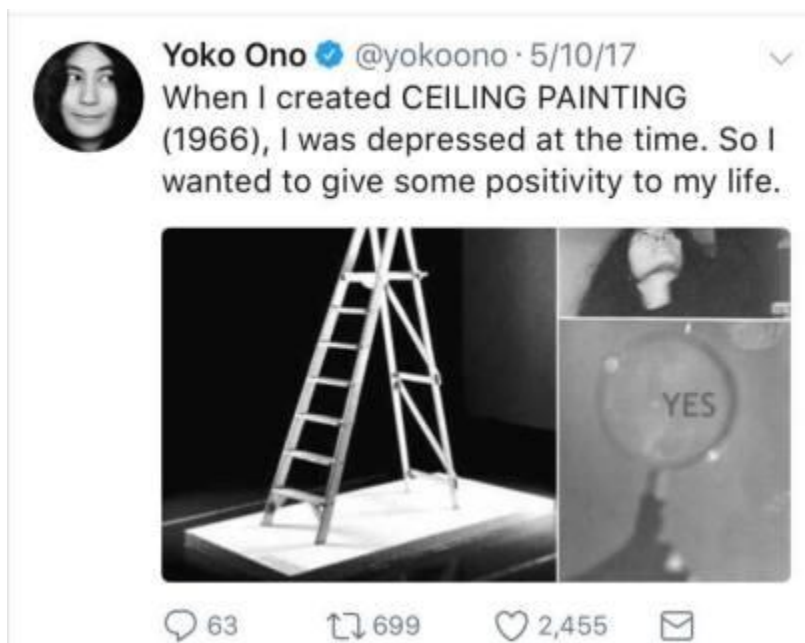 Yoko Ono @yokoono · 5/10/17
When I created CEILING PAINTING
(1966), I was depressed at the time. So I
wanted to give some positivity to my life.
YES
63 699 2,455